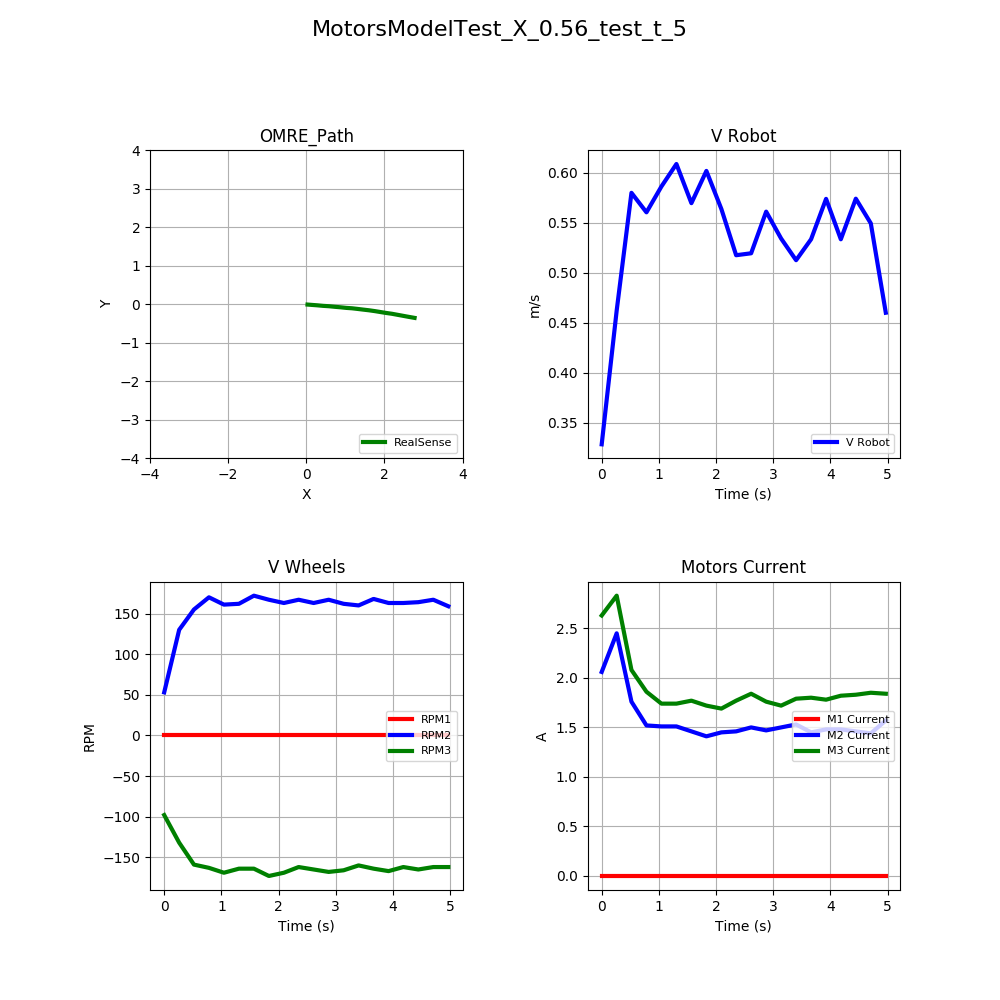 MotorsModelTest_X_0.56_test_t_5
OMRE_Path
4
3
2
1
0
−1
−2
−3
−4
−4 −2 0 2 4
Y
X
RealSense
V Robot
0.60
0.55
0.50
0.45
0.40
0.35
0 1 2 3 4 5
m/s
Time (s)
V Robot
V Wheels
150
100
50
0
−50
−100
−150
0 1 2 3 4 5
RPM
Time (s)
RPM1
RPM2
RPM3
Motors Current
2.5
2.0
1.5
1.0
0.5
0.0
0 1 2 3 4 5
A
Time (s)
M1 Current
M2 Current
M3 Current